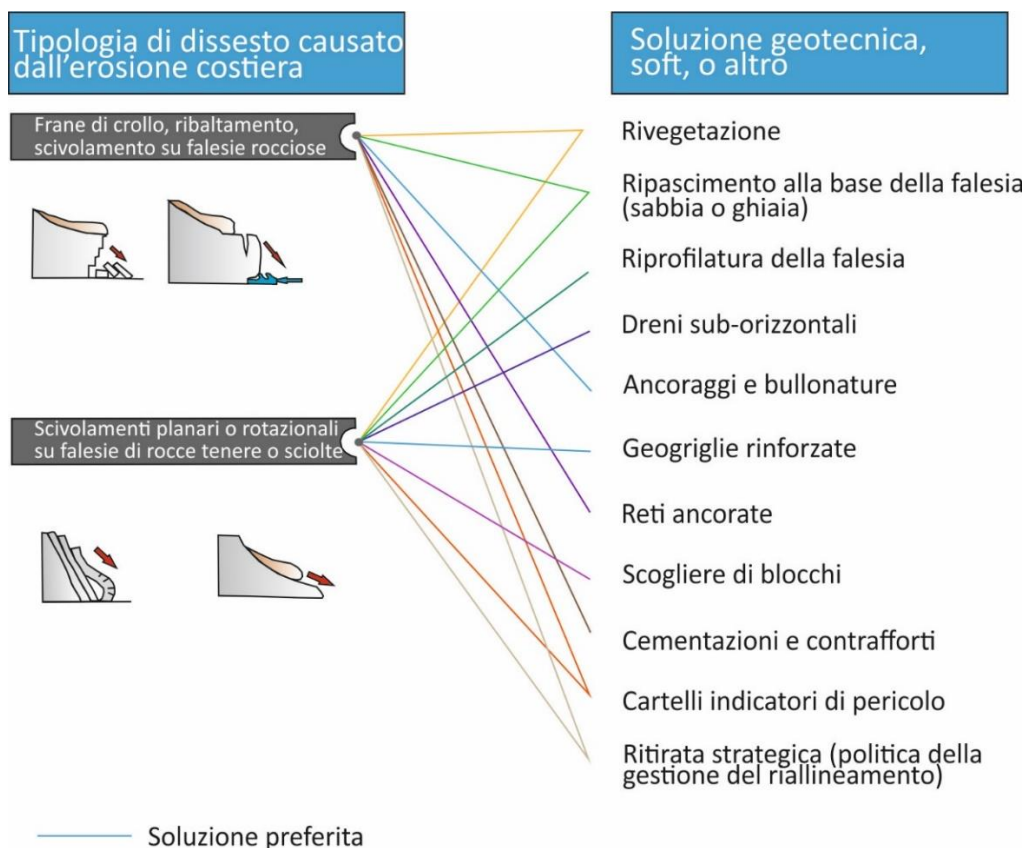 Tipologia di dissesto causato
dall'erosione costiera
Soluzione geotecnica,
soft, o altro
Frane di crollo, ribaltamento,
scivolamento su falesie rocciose
Scivolamenti planari o rotazionali
su falesie di rocce tenere o sciolte
Rivegetazione
Ripascimento alla base della falesia
(sabbia o ghiaia)
Riprofilatura della falesia
Dreni sub-orizzontali
Ancoraggi e bullonature
Geogriglie rinforzate
Reti ancorate
Scogliere di blocchi
Cementazioni e contrafforti
Cartelli indicatori di pericolo
Ritirata strategica (politica della
gestione del riallineamento)
Soluzione preferita